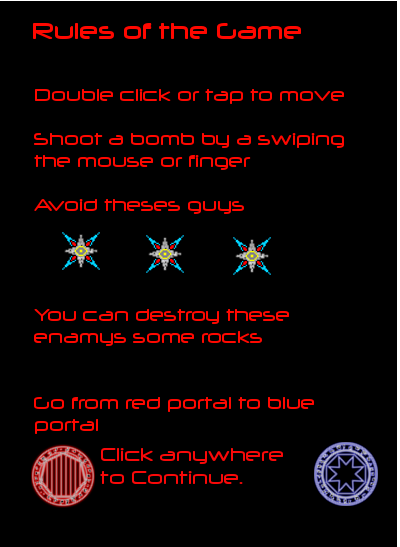 Rules of the Game
Double click or tap to move
Shoot a bomb by a swiping
the mouse or finger
Avoid theses guys
You can destroy these
enamys some rocks
Go from red portal to blue
portal
Click anywhere
to Continue.